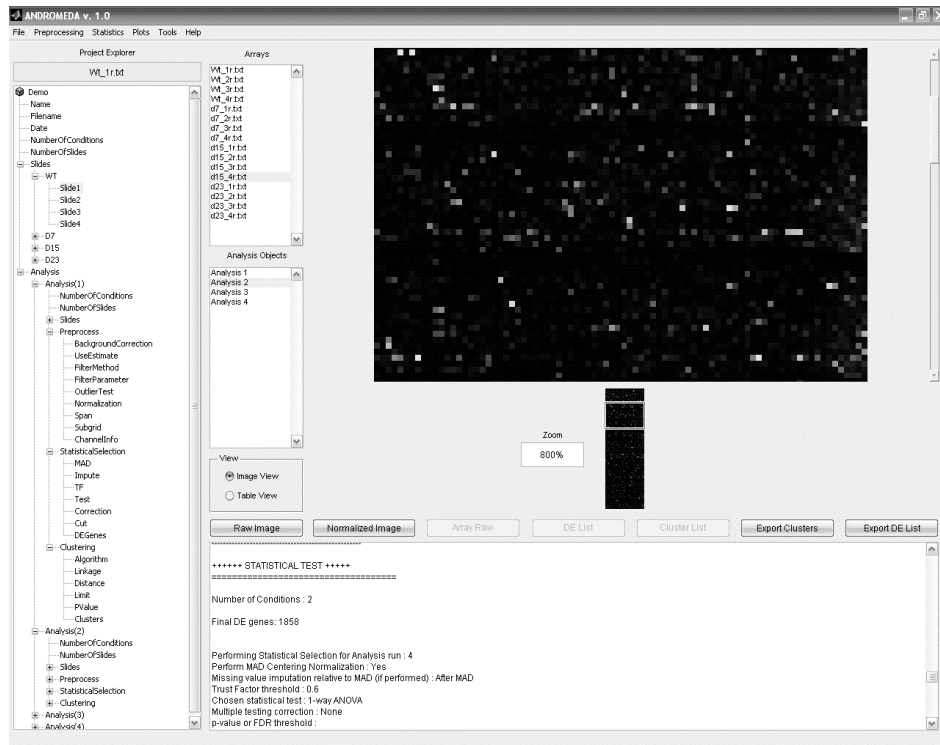 ANDROMEDA v. 1.0
File Preprocessing Statistics Plots Tools Help
Project Explorer
Wt_1r.txt
Demo
Name
Filename
Date
NumberOfConditions
NumberOfSlides
Slides
WT
Slide1
Slide2
Slide3
Slide4
D7
D15
D23
Analysis
Analysis(1)
NumberOfConditions
NumberOfSlides
Slides
Preprocess
BackgroundCorrection
UseEstimate
FilterMethod
FilterParameter
OutlierTest
Normalization
Span
Subgrid
ChannelInfo
StatisticalSelection
MAD
Impute
TF
Test
Correction
Cut
DEGenes
Clustering
Algorithm
Linkage
Distance
Limit
PValue
Clusters
Analysis(2)
NumberOfConditions
NumberOfSlides
Slides
Preprocess
StatisticalSelection
Clustering
Analysis(3)
Analysis(4)
Arrays
Wt_1r.txt
Wt_2r.txt
Wt_3r.txt
Wt_4r.txt
d7_1r.txt
d7_2r.txt
d7_3r.txt
d7_4r.txt
d15_1r.txt
d15_2r.txt
d15_3r.txt
d15_4r.txt
d23_1r.txt
d23_2r.txt
d23_3r.txt
d23_4r.txt
Analysis Objects
Analysis 1
Analysis 2
Analysis 3
Analysis 4
View
Image View
Table View
Zoom
800%
Raw Image Normalized Image Array Raw DE List Cluster List Export Clusters Export DE List
++++++ STATISTICAL TEST +++++
====================================
Number of Conditions : 2
Final DE genes: 1858
Performing Statistical Selection for Analysis run : 4
Perform MAD Centering Normalization : Yes
Missing value imputation relative to MAD (if performed) : After MAD
Trust Factor threshold : 0.6
Chosen statistical test : 1-way ANOVA
Multiple testing correction : None
p-value or FDR threshold :